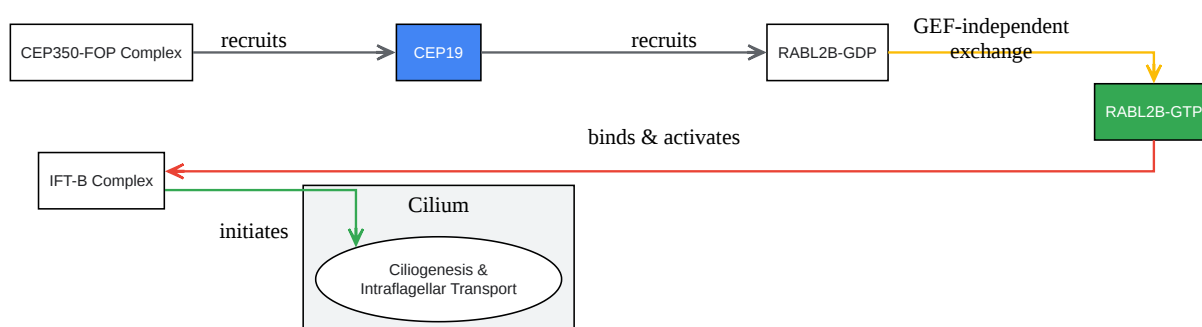 CEP350-FOP Complex
recruits
CEP19
recruits
RABL2B-GDP
GEF-independent
exchange
RABL2B-GTP
binds & activates
IFT-B Complex
initiates
Cilium
Ciliogenesis &
Intraflagellar Transport